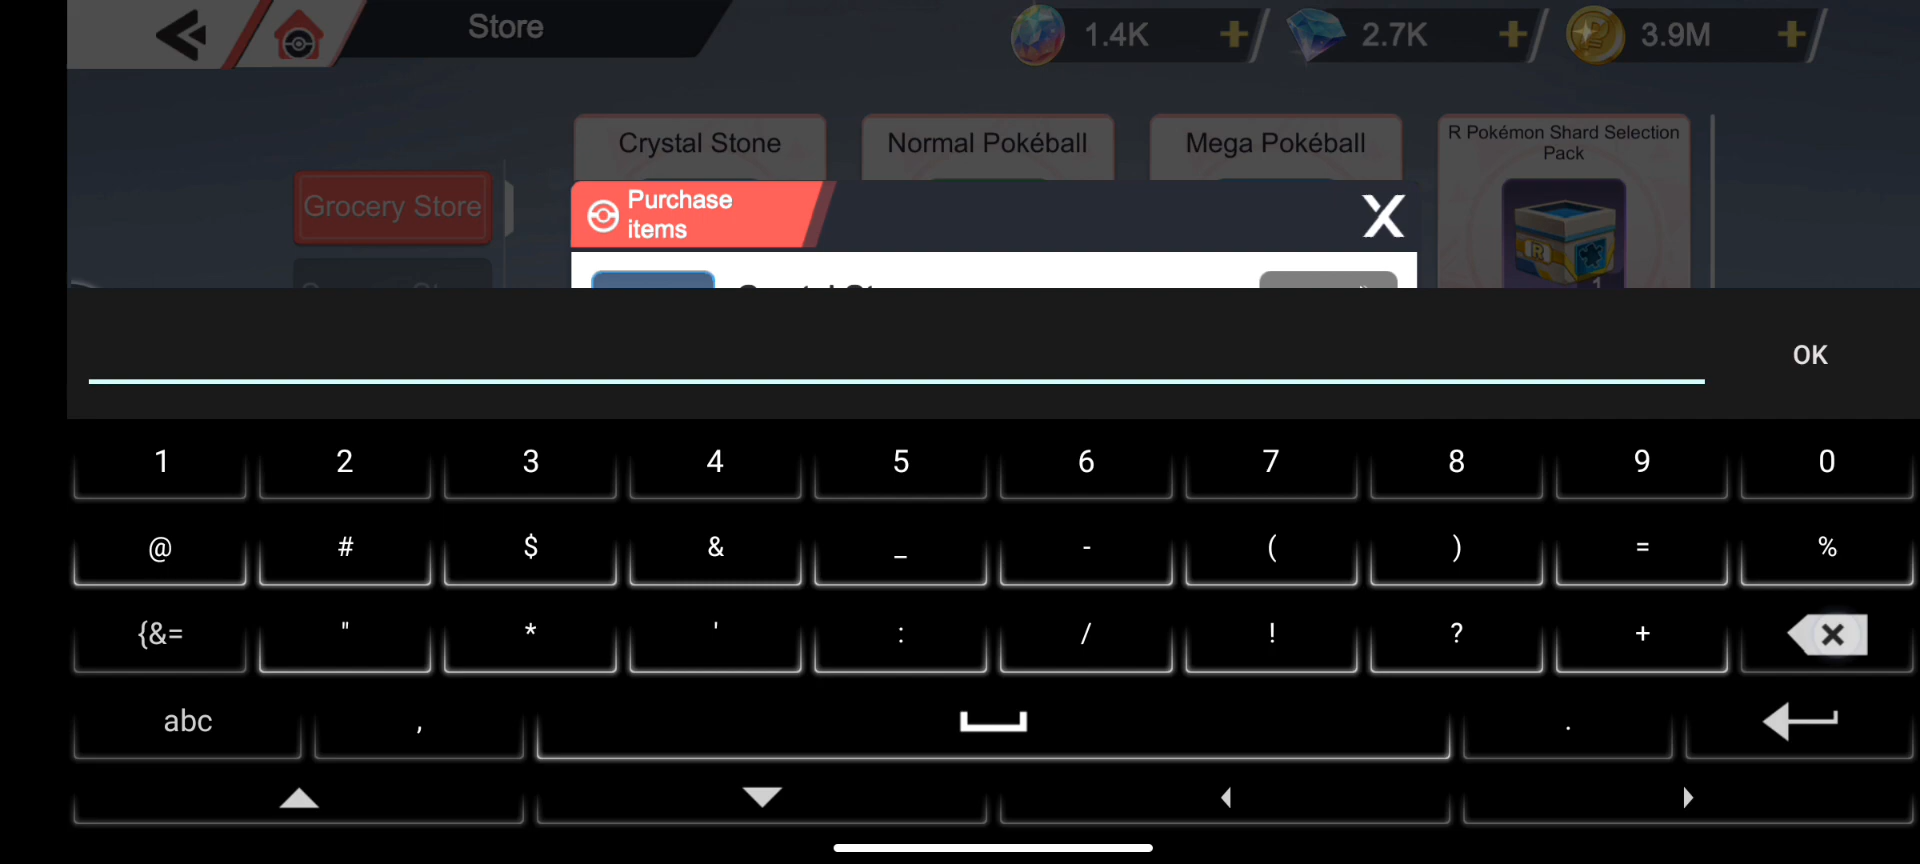 Store
1.4K
2.7K
3.9M
Crystal Stone
Normal Pokéball
Mega Pokéball
R Pokémon Shard Selection
Pack
Grocery Store
Purchase
items
R
1
OK
1 2 3 4 5 6 7 8 9 0
@ # $ & _ - ( ) = %
{&= " * ' : / ! ? +
abc , .